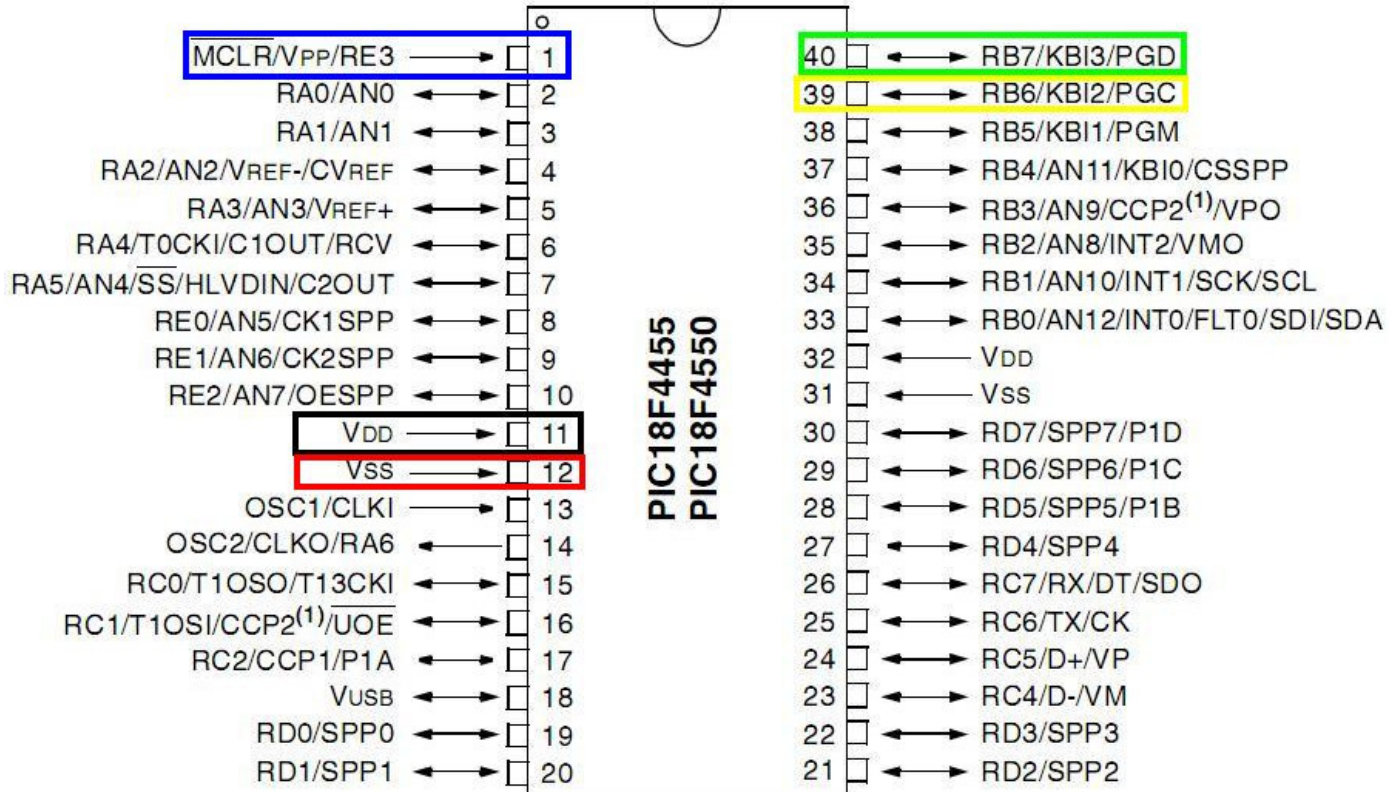 MCLR/VPP/RE3 1
RA0/AN0 2
RA1/AN1 3
RA2/AN2/VREF-/CVREF 4
RA3/AN3/VREF+ 5
RA4/T0CKI/C1OUT/RCV 6
RA5/AN4/SS/HLVDIN/C2OUT 7
RE0/AN5/CK1SPP 8
RE1/AN6/CK2SPP 9
RE2/AN7/OESPP 10
VDD 11
VSS 12
OSC1/CLKI 13
OSC2/CLKO/RA6 14
RC0/T1OSO/T13CKI 15
RC1/T1OSI/CCP2(1)/UOE 16
RC2/CCP1/P1A 17
VUSB 18
RD0/SPP0 19
RD1/SPP1 20
PIC18F4455
PIC18F4550
40 RB7/KBI3/PGD
39 RB6/KBI2/PGC
38 RB5/KBI1/PGM
37 RB4/AN11/KBI0/CSSPP
36 RB3/AN9/CCP2(1)/VPO
35 RB2/AN8/INT2/VMO
34 RB1/AN10/INT1/SCK/SCL
33 RB0/AN12/INT0/FLT0/SDI/SDA
32 VDD
31 VSS
30 RD7/SPP7/P1D
29 RD6/SPP6/P1C
28 RD5/SPP5/P1B
27 RD4/SPP4
26 RC7/RX/DT/SDO
25 RC6/TX/CK
24 RC5/D+/VP
23 RC4/D-/VM
22 RD3/SPP3
21 RD2/SPP2